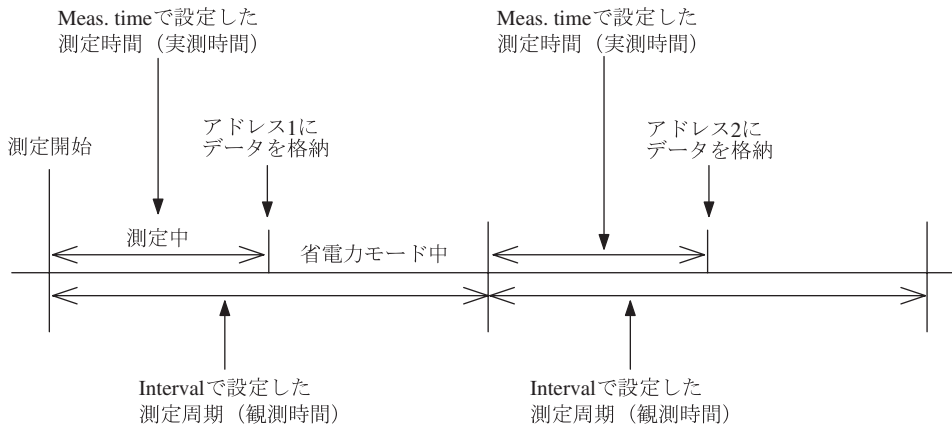 Meas. timeで設定した
測定時間（実測時間）
Meas. timeで設定した
測定時間（実測時間）
測定開始
アドレス1に
データを格納
アドレス2に
データを格納
測定中
省電力モード中
Intervalで設定した
測定周期（観測時間）
Intervalで設定した
測定周期（観測時間）